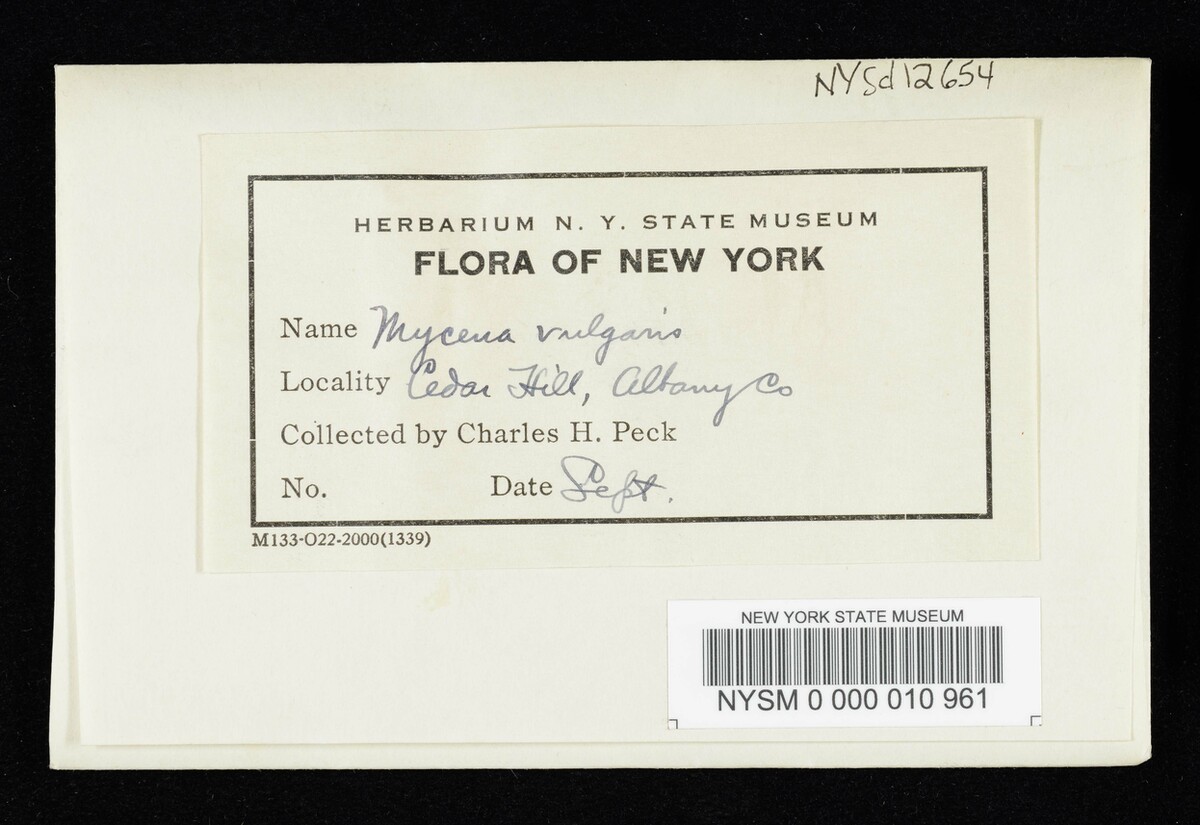 NYSd12654
HERBARIUM N. Y. STATE MUSEUM
FLORA OF NEW YORK
Name Mycena vulgaris
Locality Cedar Hill, Albany Co
Collected by Charles H. Peck
No. Date Sept.
M133-O22-2000(1339)
NEW YORK STATE MUSEUM
NYSM 0 000 010 961